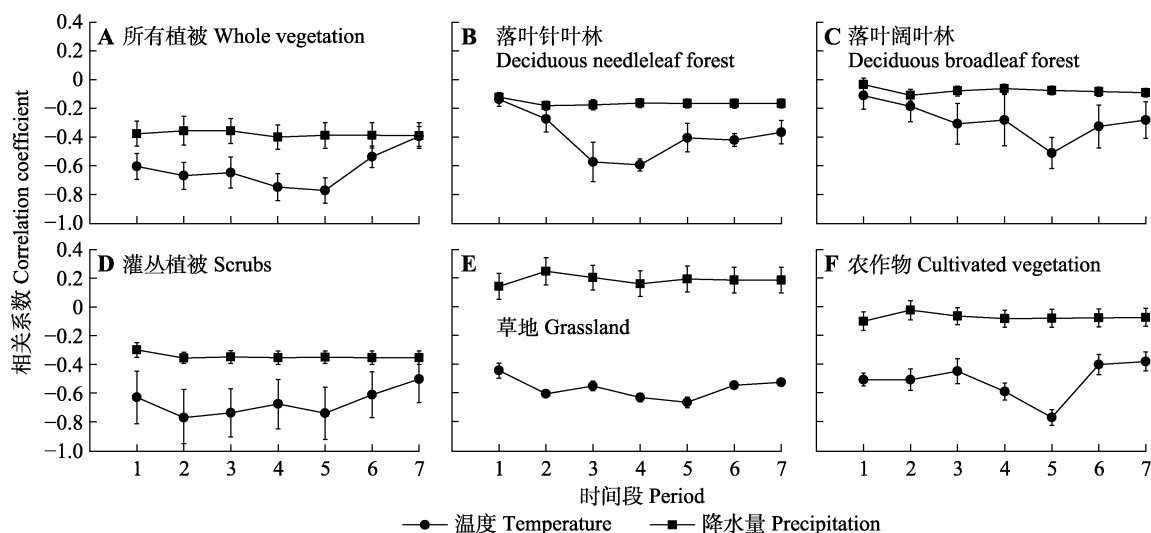 A 所有植被 Whole vegetation
B 落叶针叶林
Deciduous needleleaf forest
C 落叶阔叶林
Deciduous broadleaf forest
0.4
0.2
0
−0.2
−0.4
−0.6
−0.8
−1.0
D 灌丛植被 Scrubs
E
草地 Grassland
F 农作物 Cultivated vegetation
0.4
0.2
0
−0.2
−0.4
−0.6
−0.8
−1.0
相关系数 Correlation coefficient
1 2 3 4 5 6 7
1 2 3 4 5 6 7
1 2 3 4 5 6 7
时间段 Period
温度 Temperature
降水量 Precipitation